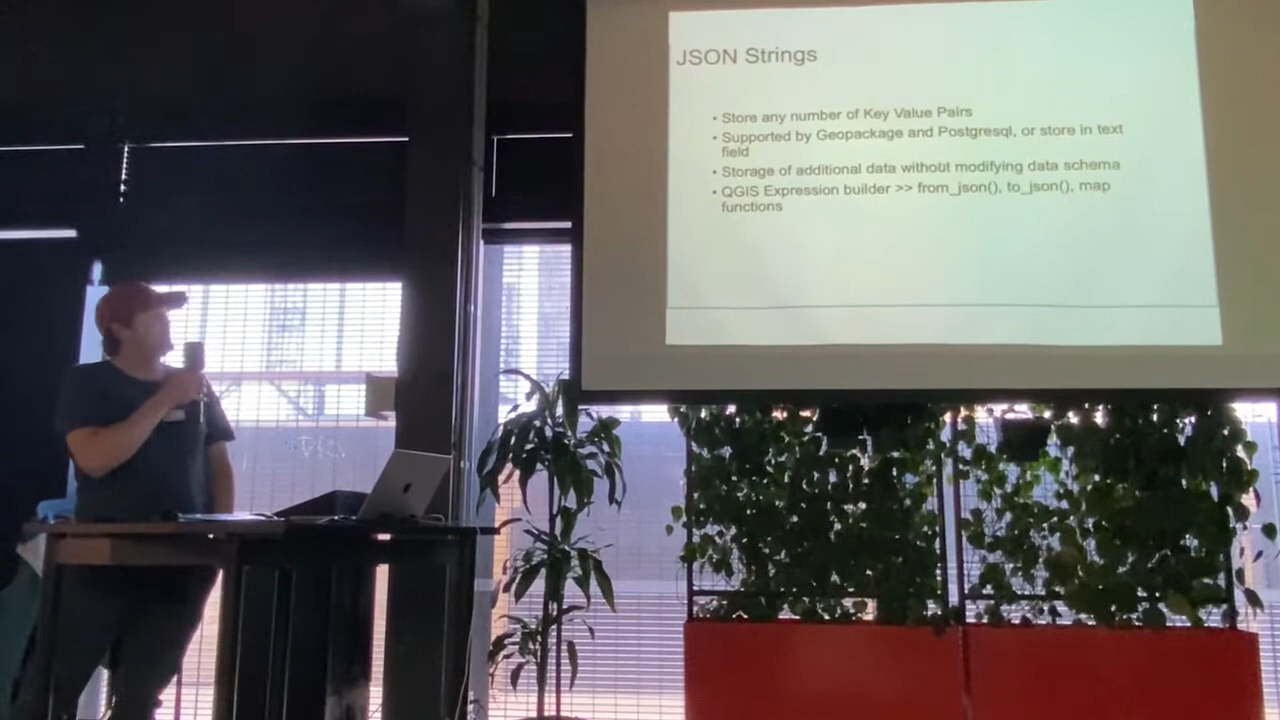 JSON Strings
• Store any number of Key Value Pairs
• Supported by Geopackage and Postgresql, or store in text
field
• Storage of additional data without modifying data schema
• QGIS Expression builder >> from_json(), to_json(), map
functions